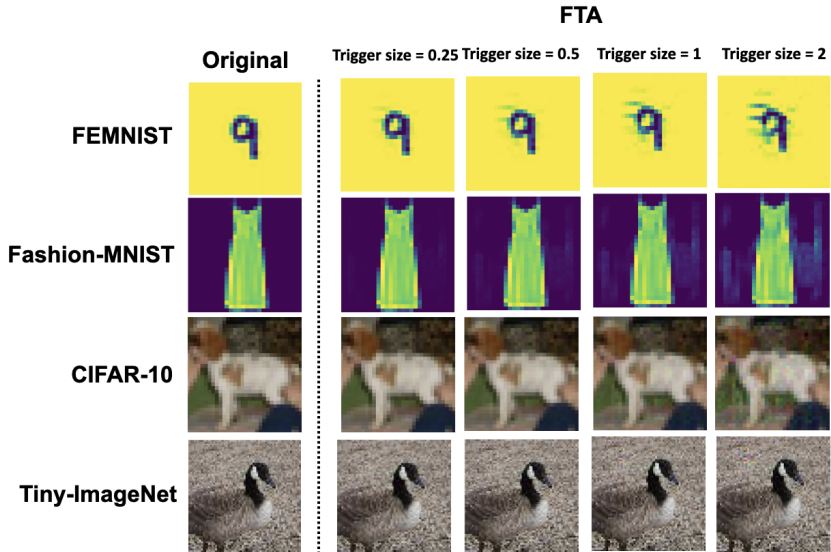 FTA
Original
Trigger size = 0.25 Trigger size = 0.5 Trigger size = 1 Trigger size = 2
FEMNIST
Fashion-MNIST
CIFAR-10
Tiny-ImageNet